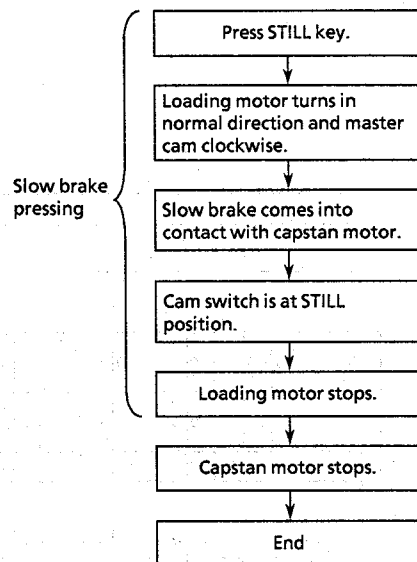 Press STILL key.
Loading motor turns in
normal direction and master
cam clockwise.
Slow brake
pressing
Slow brake comes into
contact with capstan motor.
Cam switch is at STILL
position.
Loading motor stops.
Capstan motor stops.
End